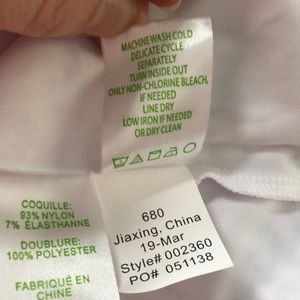 MACHINE WASH COLD
DELICATE CYCLE
SEPARATELY
TURN INSIDE OUT
ONLY NON-CHLORINE BLEACH,
IF NEEDED
LINE DRY
LOW IRON IF NEEDED
OR DRY CLEAN
COQUILLE:
93% NYLON
7% ÉLASTHANNE
DOUBLURE:
100% POLYESTER
FABRIQUÉ EN
CHINE
680
Jiaxing, China
19-Mar
Style# 002360
PO# 051138